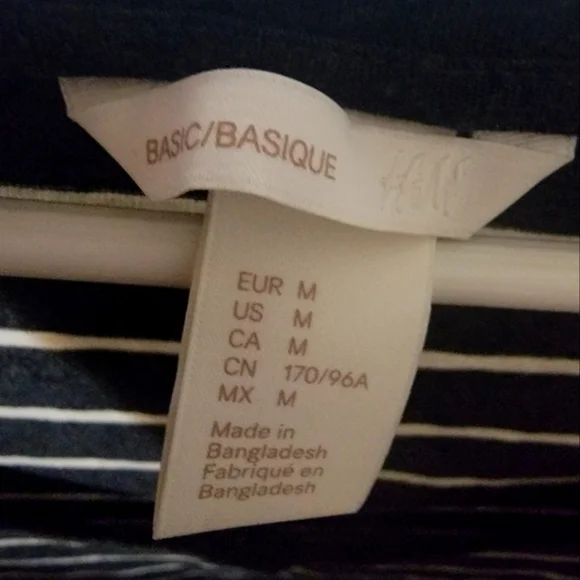 BASIC/BASIQUE
H&M
EUR M
US M
CA M
CN 170/96A
MX M
Made in
Bangladesh
Fabriqué en
Bangladesh